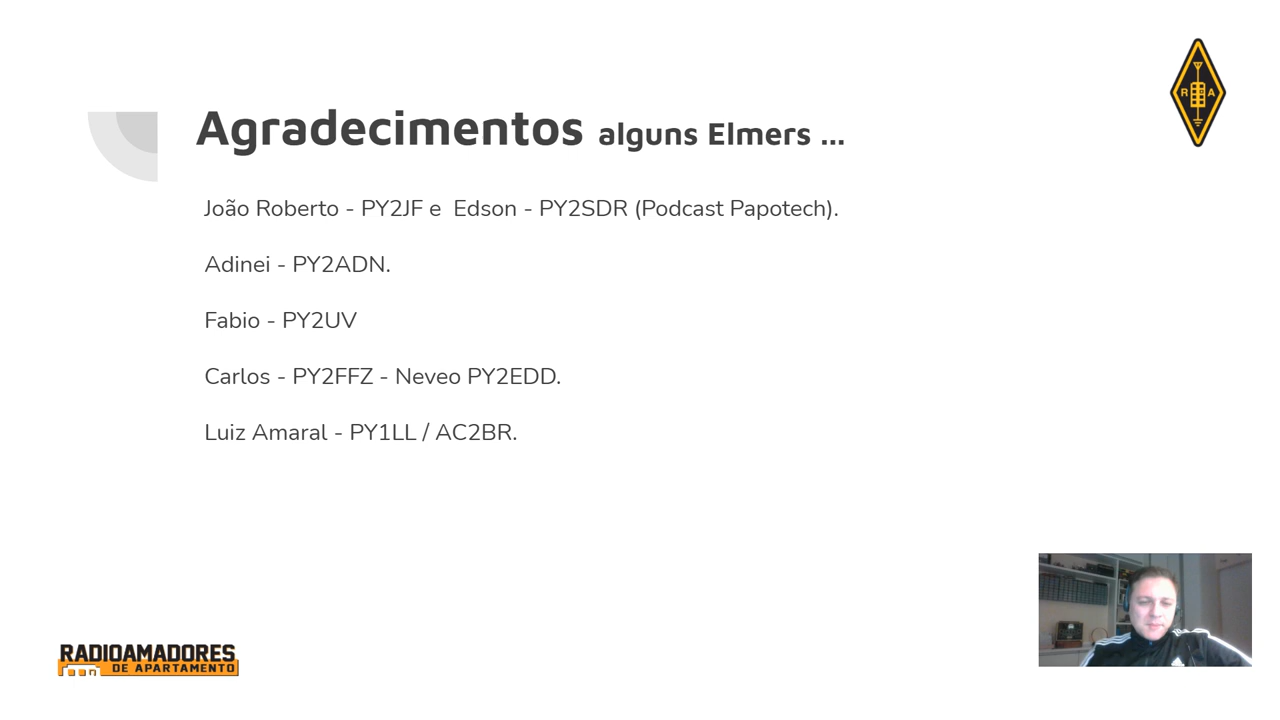 R A
Agradecimentos alguns Elmers ...
João Roberto - PY2JF e  Edson - PY2SDR (Podcast Papotech).
Adinei - PY2ADN.
Fabio - PY2UV
Carlos - PY2FFZ - Neveo PY2EDD.
Luiz Amaral - PY1LL / AC2BR.
RADIOAMADORES
DE APARTAMENTO